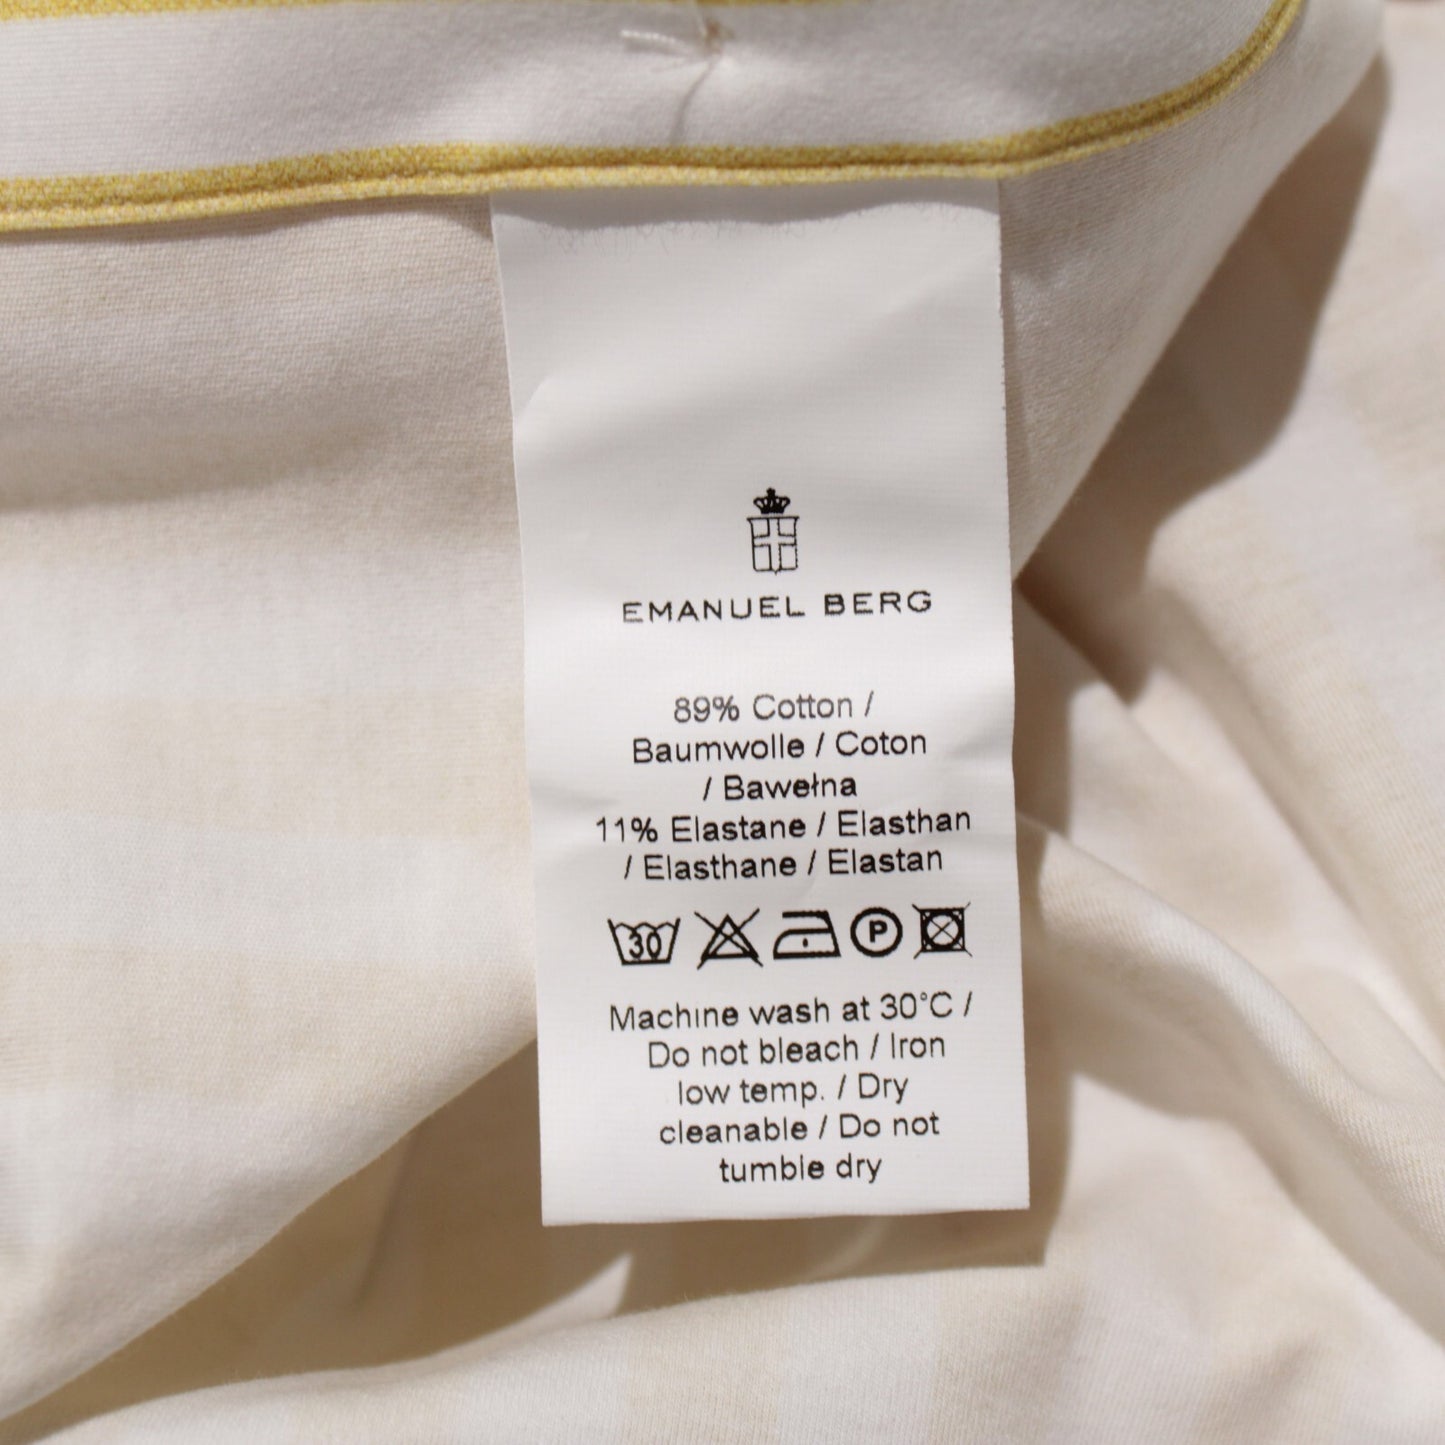 EMANUEL BERG
89% Cotton /
Baumwolle / Coton
/ Bawełna
11% Elastane / Elasthan
/ Elasthane / Elastan
30 P
Machine wash at 30°C /
Do not bleach / Iron
low temp. / Dry
cleanable / Do not
tumble dry